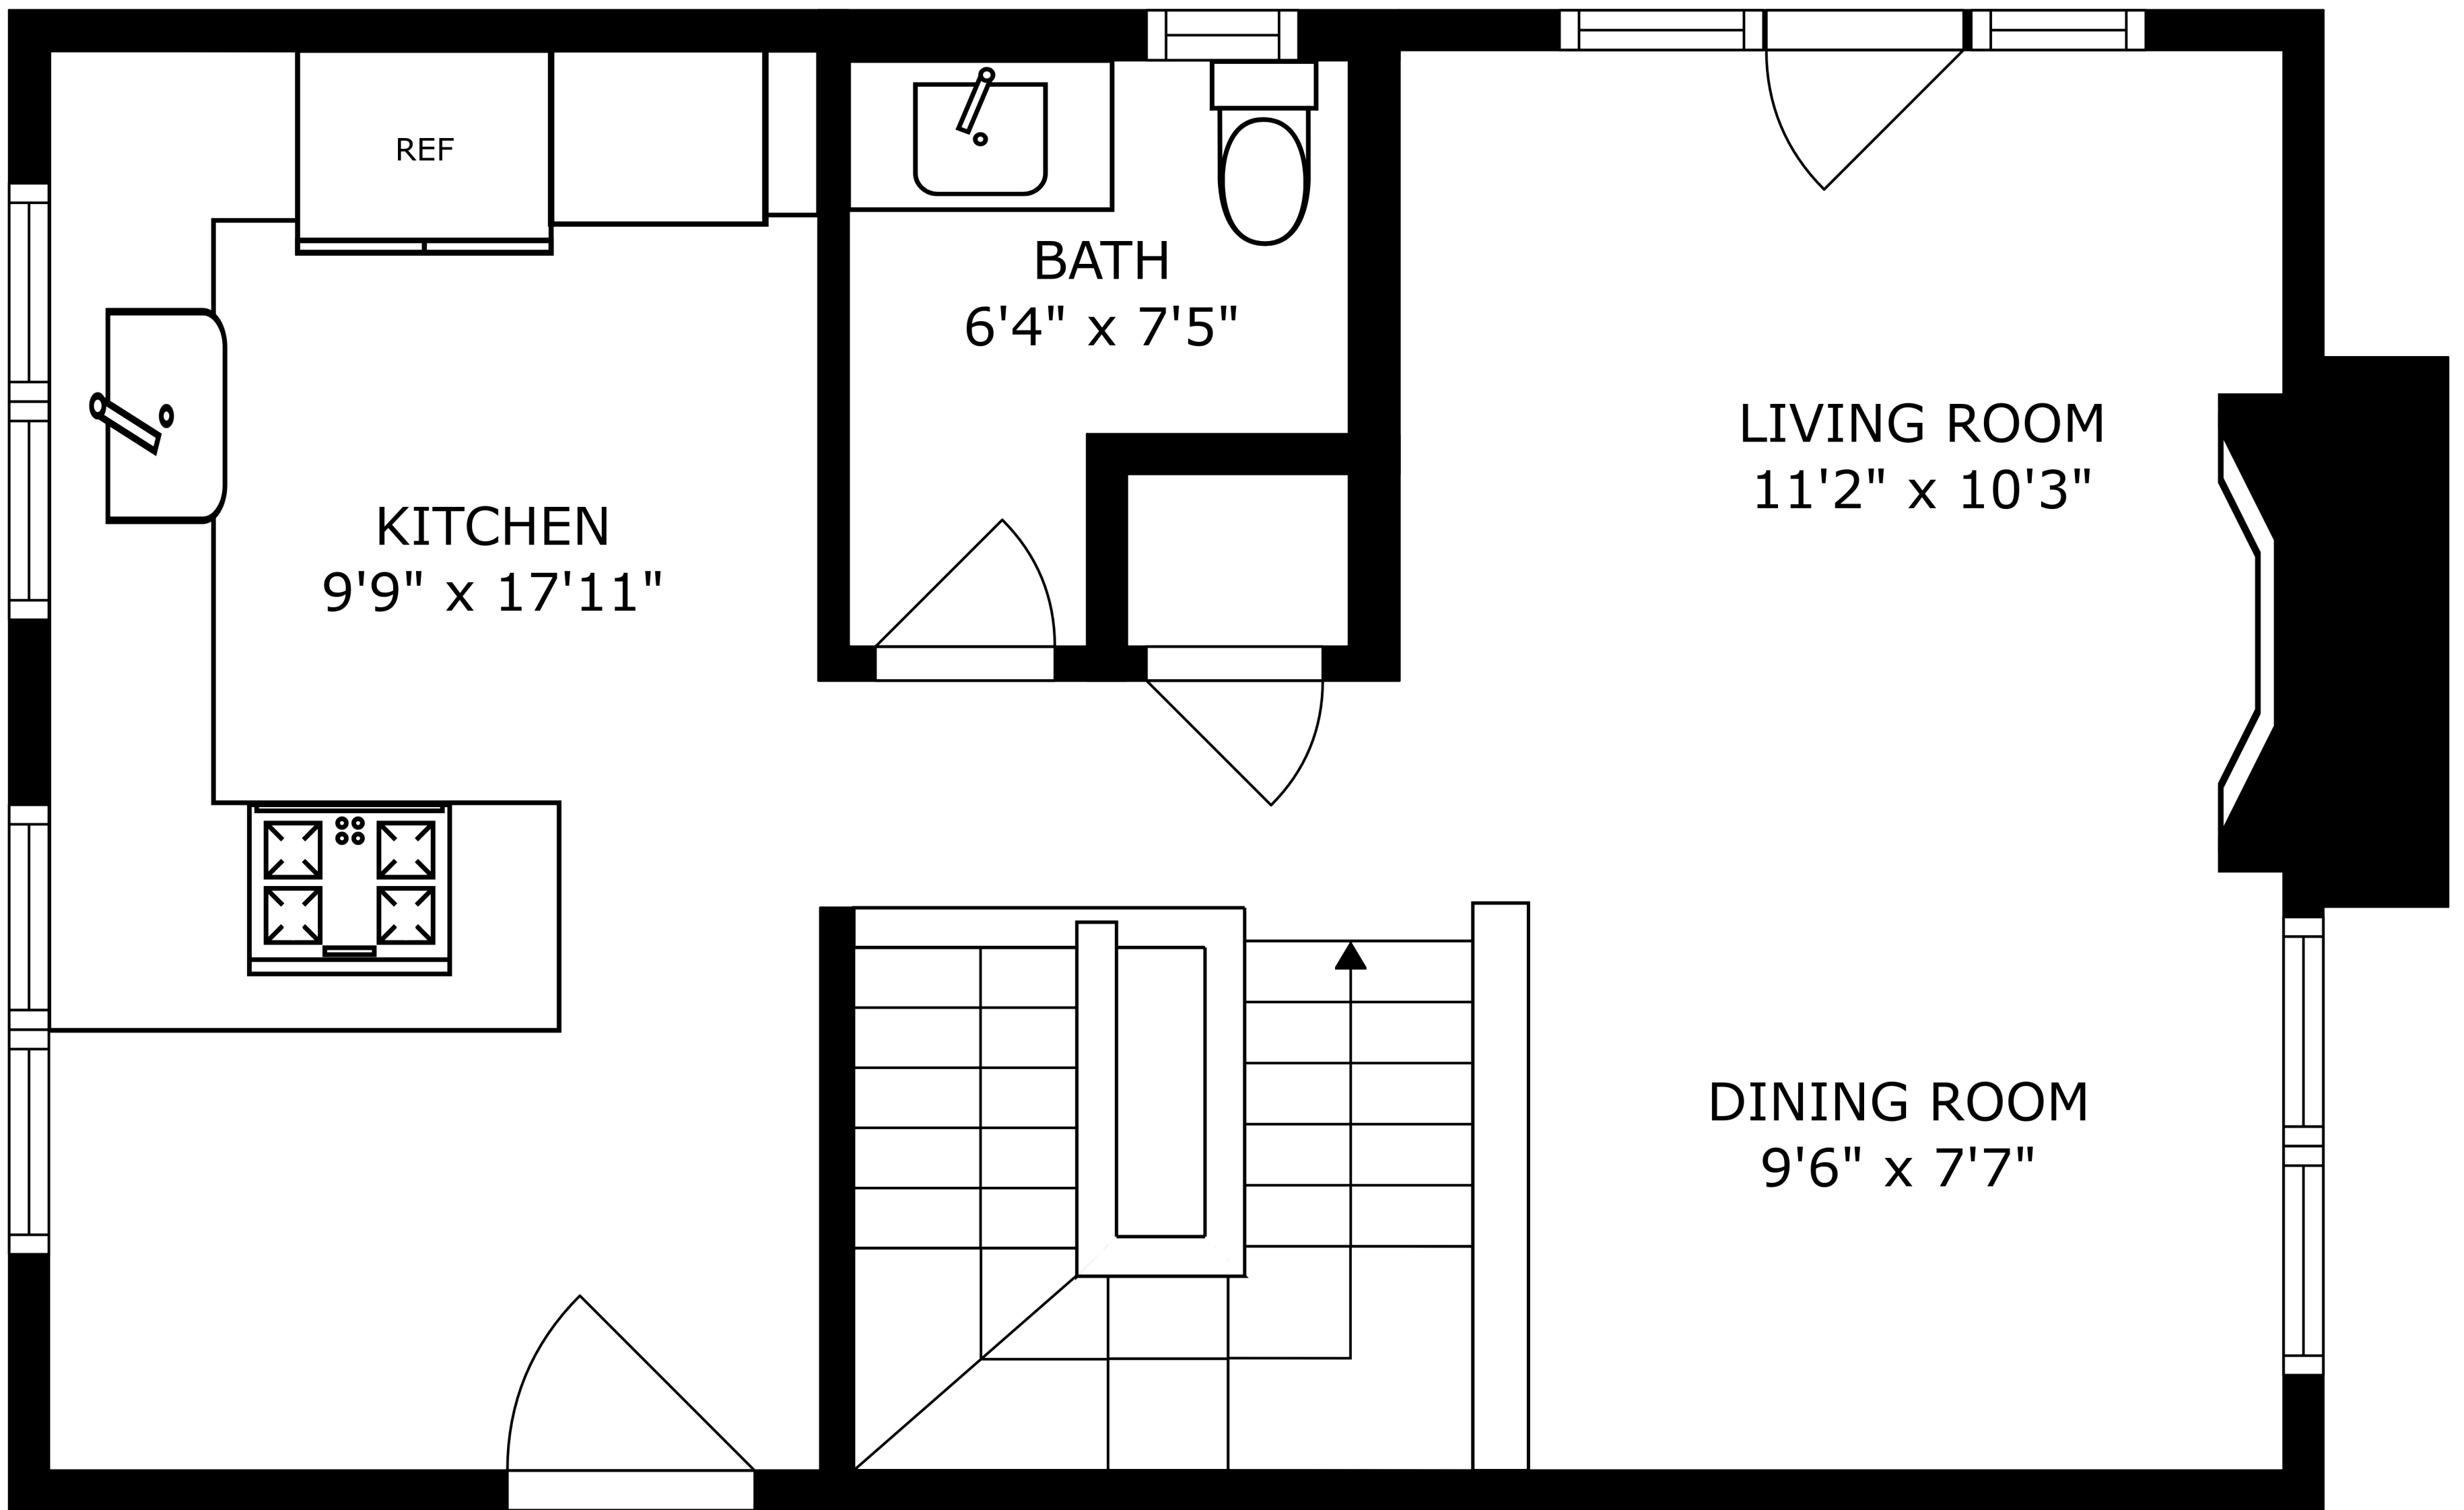 REF
BATH
6'4" x 7'5"
LIVING ROOM
11'2" x 10'3"
KITCHEN
9'9" x 17'11"
DINING ROOM
9'6" x 7'7"